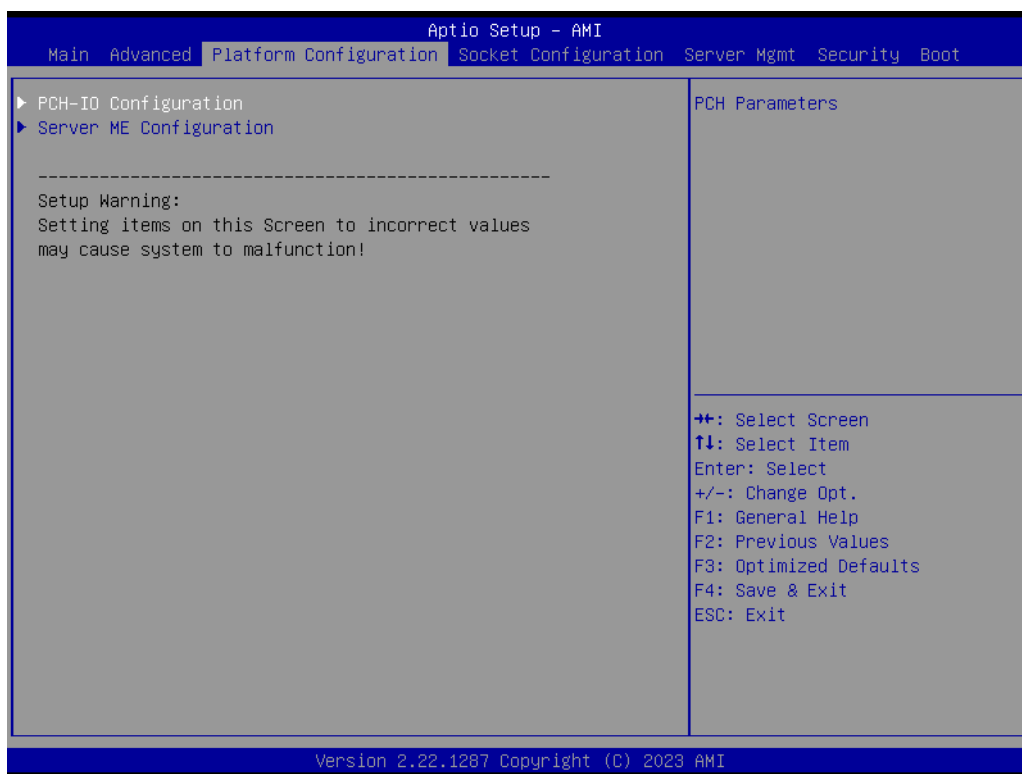 Aptio Setup - AMI
Main Advanced Platform Configuration Socket Configuration Server Mgmt Security Boot
▶ PCH-IO Configuration
▶ Server ME Configuration
--------------------------------------------------
Setup Warning:
Setting items on this Screen to incorrect values
may cause system to malfunction!
PCH Parameters
→←: Select Screen
↑↓: Select Item
Enter: Select
+/-: Change Opt.
F1: General Help
F2: Previous Values
F3: Optimized Defaults
F4: Save & Exit
ESC: Exit
Version 2.22.1287 Copyright (C) 2023 AMI